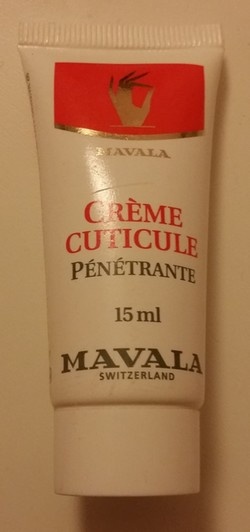 MAVALA
CRÈME
CUTICULE
PÉNÉTRANTE
15 ml
MAVALA
SWITZERLAND